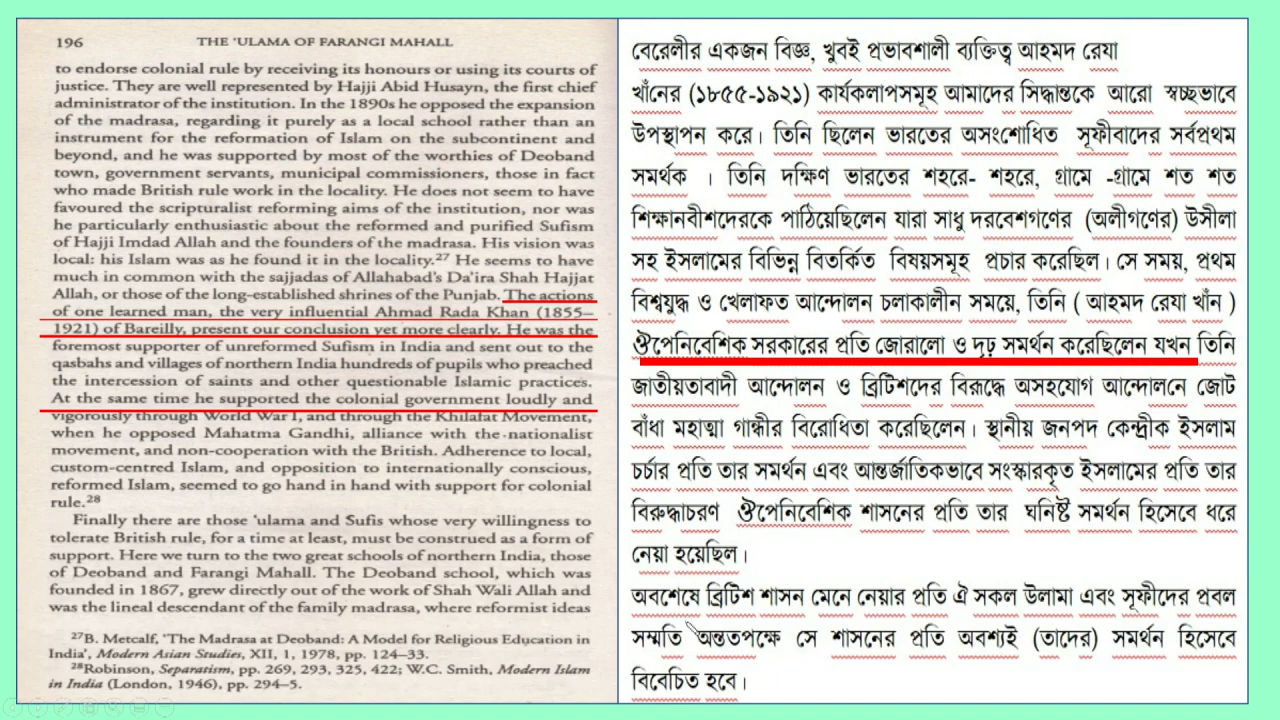 196
THE 'ULAMA OF FARANGI MAHALL
to endorse colonial rule by receiving its honours or using its courts of
justice. They are well represented by Hajji Abid Husayn, the first chief
administrator of the institution. In the 1890s he opposed the expansion
of the madrasa, regarding it purely as a local school rather than an
instrument for the reformation of Islam on the subcontinent and
beyond, and he was supported by most of the worthies of Deoband
town, government servants, municipal commissioners, those in fact
who made British rule work in the locality. He does not seem to have
favoured the scripturalist reforming aims of the institution, nor was
he particularly enthusiastic about the reformed and purified Sufism
of Hajji Imdad Allah and the founders of the madrasa. His vision was
local: his Islam was as he found it in the locality.27 He seems to have
much in common with the sajjadas of Allahabad's Da'ira Shah Hajjat
Allah, or those of the long-established shrines of the Punjab. The actions
of one learned man, the very influential Ahmad Rada Khan (1855–
1921) of Bareilly, present our conclusion yet more clearly. He was the
foremost supporter of unreformed Sufism in India and sent out to the
qasbahs and villages of northern India hundreds of pupils who preached
the intercession of saints and other questionable Islamic practices.
At the same time he supported the colonial government loudly and
vigorously through World War I, and through the Khilafat Movement,
when he opposed Mahatma Gandhi, alliance with the nationalist
movement, and non-cooperation with the British. Adherence to local,
custom-centred Islam, and opposition to internationally conscious,
reformed Islam, seemed to go hand in hand with support for colonial
rule.28
Finally there are those 'ulama and Sufis whose very willingness to
tolerate British rule, for a time at least, must be construed as a form of
support. Here we turn to the two great schools of northern India, those
of Deoband and Farangi Mahall. The Deoband school, which was
founded in 1867, grew directly out of the work of Shah Wali Allah and
was the lineal descendant of the family madrasa, where reformist ideas
27B. Metcalf, 'The Madrasa at Deoband: A Model for Religious Education in
India', Modern Asian Studies, XII, 1, 1978, pp. 124–33.
28Robinson, Separatism, pp. 269, 293, 325, 422; W.C. Smith, Modern Islam
in India (London, 1946), pp. 294–5.
বেরেলীর একজন বিজ্ঞ, খুবই প্রভাবশালী ব্যক্তিত্ব আহমদ রেযা
খাঁনের (১৮৫৫-১৯২১) কার্যকলাপসমূহ আমাদের সিদ্ধান্তকে আরো স্বচ্ছভাবে
উপস্থাপন করে। তিনি ছিলেন ভারতের অসংশোধিত সূফীবাদের সর্বপ্রথম
সমর্থক । তিনি দক্ষিণ ভারতের শহরে- শহরে, গ্রামে -গ্রামে শত শত
শিক্ষানবীশদেরকে পাঠিয়েছিলেন যারা সাধু দরবেশগণের (অলীগণের) উসীলা
সহ ইসলামের বিভিন্ন বিতর্কিত বিষয়সমূহ প্রচার করেছিল। সে সময়, প্রথম
বিশ্বযুদ্ধ ও খেলাফত আন্দোলন চলাকালীন সময়ে, তিনি ( আহমদ রেযা খাঁন )
ঔপেনিবেশিক সরকারের প্রতি জোরালো ও দৃঢ় সমর্থন করেছিলেন যখন তিনি
জাতীয়তাবাদী আন্দোলন ও ব্রিটিশদের বিরূদ্ধে অসহযোগ আন্দোলনে জোট
বাঁধা মহাত্মা গান্ধীর বিরোধিতা করেছিলেন। স্থানীয় জনপদ কেন্দ্রীক ইসলাম
চর্চার প্রতি তার সমর্থন এবং আন্তর্জাতিকভাবে সংস্কারকৃত ইসলামের প্রতি তার
বিরুদ্ধাচরণ ঔপেনিবেশিক শাসনের প্রতি তার ঘনিষ্ট সমর্থন হিসেবে ধরে
নেয়া হয়েছিল।
অবশেষে ব্রিটিশ শাসন মেনে নেয়ার প্রতি ঐ সকল উলামা এবং সূফীদের প্রবল
সম্মতি অন্ততপক্ষে সে শাসনের প্রতি অবশ্যই (তাদের) সমর্থন হিসেবে
বিবেচিত হবে।